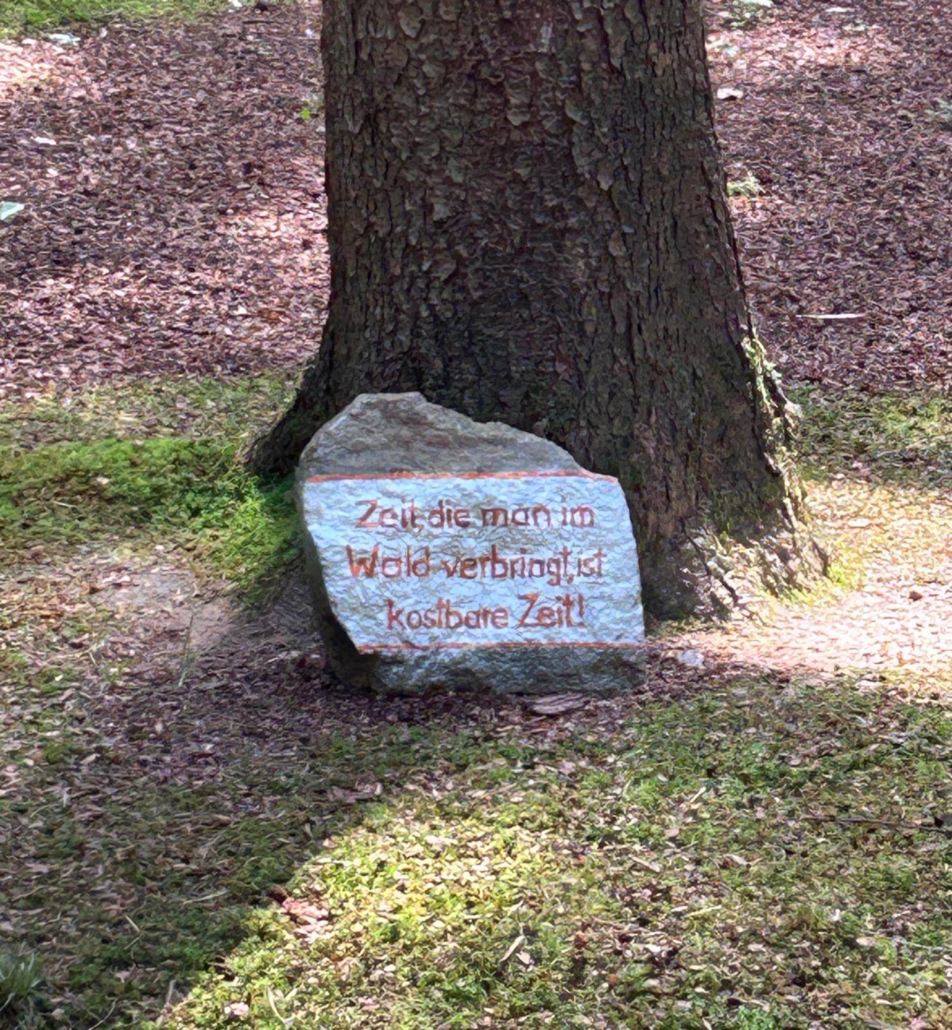 Zeit, die man im
Wald verbringt, ist
kostbare Zeit!